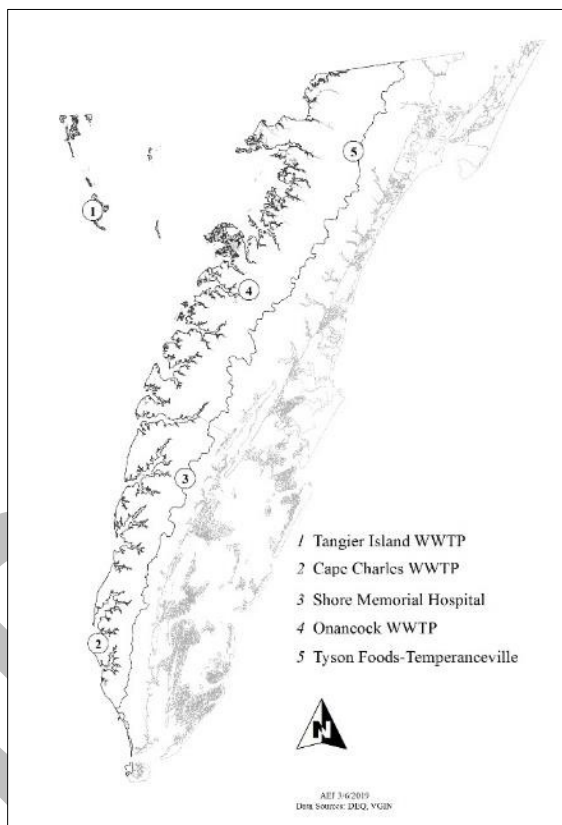 5
1
4
3
2
1 Tangier Island WWTP
2 Cape Charles WWTP
3 Shore Memorial Hospital
4 Onancock WWTP
5 Tyson Foods-Temperanceville
N
AEF 3/6/2019
Data Sources: DEQ, VGIN